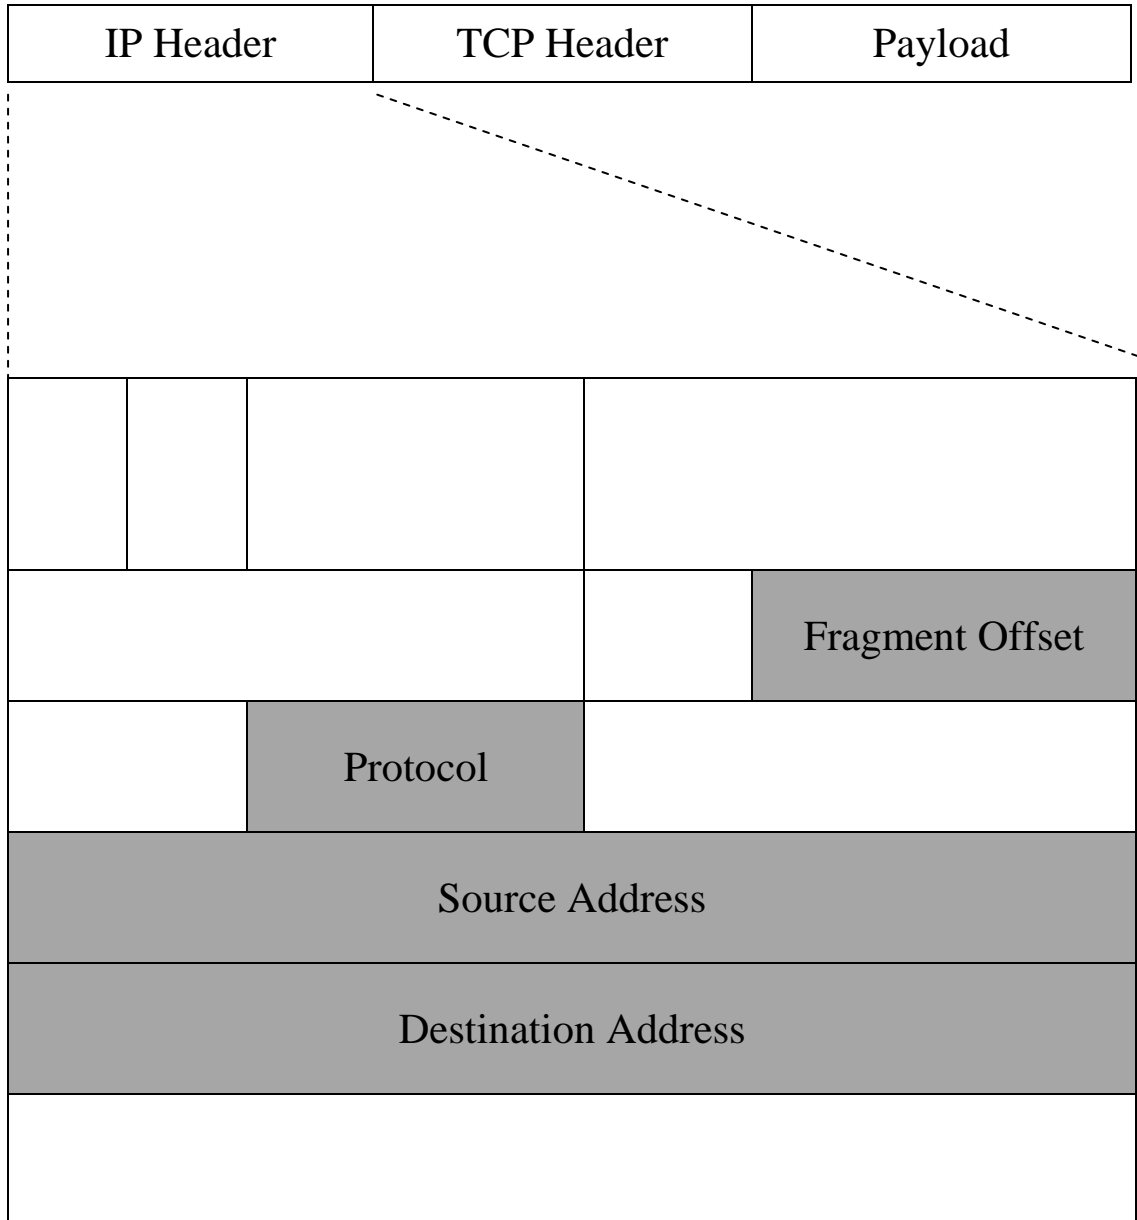 IP Header
TCP Header
Payload
Fragment Offset
Protocol
Source Address
Destination Address